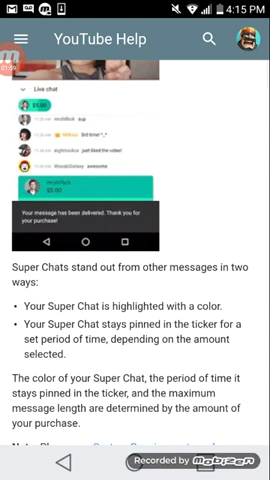 4:15 PM
YouTube Help
01:09
Live chat
$5.00
sup
3rd time! ^_^
just liked the video!
awesome
$5.00
Your message has been delivered. Thank you for
your purchase!
Super Chats stand out from other messages in two
ways:
• Your Super Chat is highlighted with a color.
• Your Super Chat stays pinned in the ticker for a
set period of time, depending on the amount
selected.
The color of your Super Chat, the period of time it
stays pinned in the ticker, and the maximum
message length are determined by the amount of
your purchase.
Recorded by Mobizen